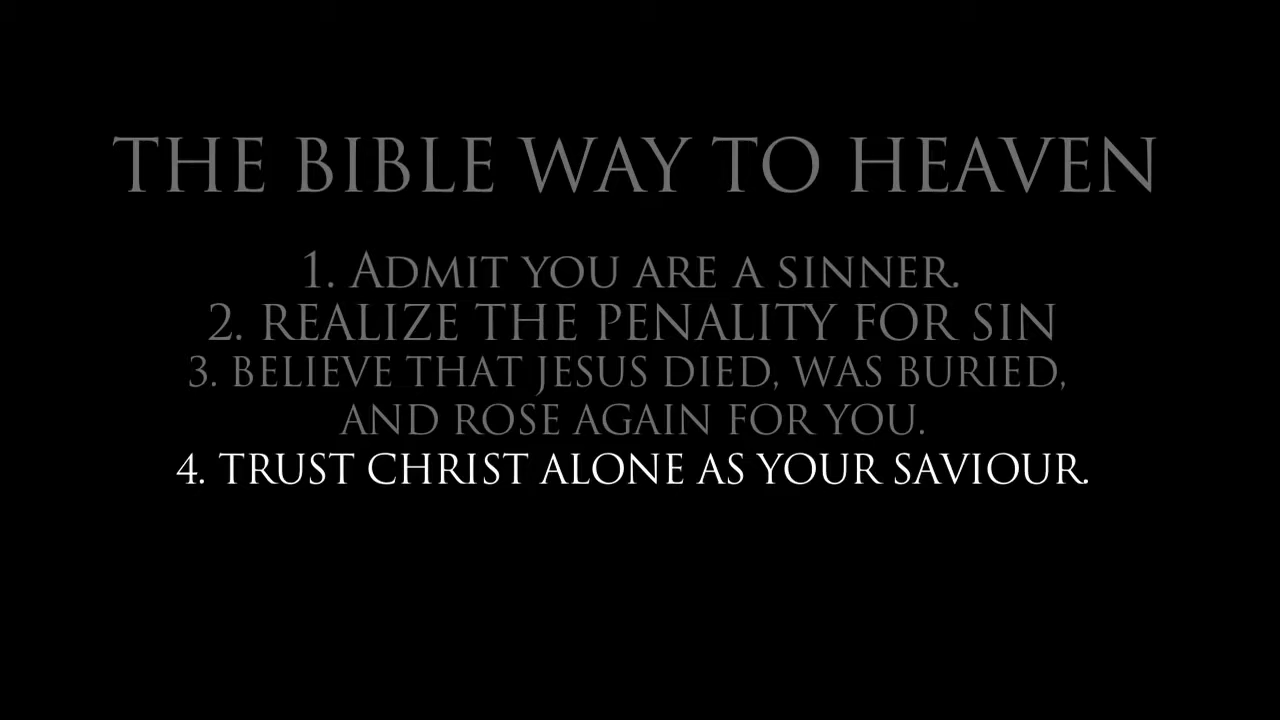 THE BIBLE WAY TO HEAVEN
1. ADMIT YOU ARE A SINNER.
2. REALIZE THE PENALITY FOR SIN
3. BELIEVE THAT JESUS DIED, WAS BURIED,
AND ROSE AGAIN FOR YOU.
4. TRUST CHRIST ALONE AS YOUR SAVIOUR.